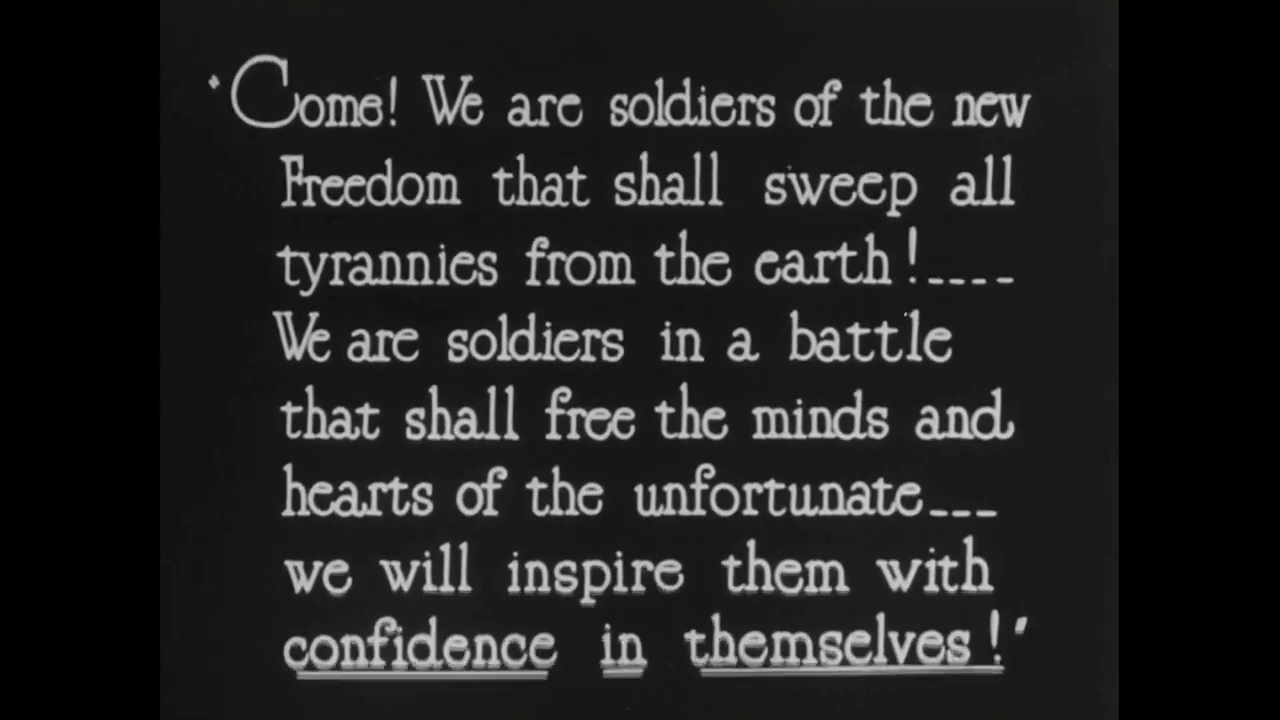 "Come! We are soldiers of the new
Freedom that shall sweep all
tyrannies from the earth!----
We are soldiers in a battle
that shall free the minds and
hearts of the unfortunate---
we will inspire them with
confidence in themselves!"